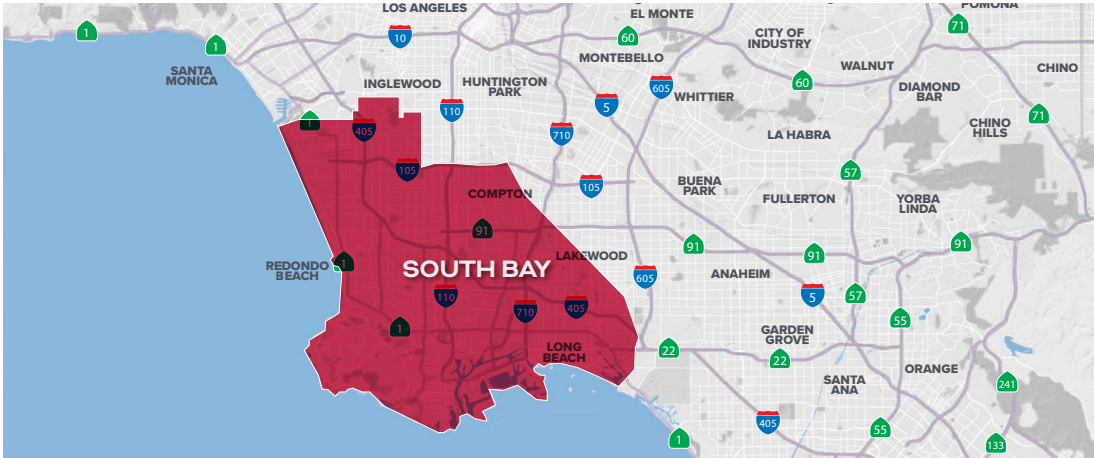 LOS ANGELES
EL MONTE
POMONA
1
1
10
60
CITY OF
INDUSTRY
71
MONTEBELLO
WALNUT
CHINO
SANTA
MONICA
INGLEWOOD
HUNTINGTON
PARK
605
WHITTIER
60
DIAMOND
BAR
110
5
71
1
405
710
LA HABRA
CHINO
HILLS
105
105
57
COMPTON
BUENA
PARK
FULLERTON
YORBA
LINDA
91
91
91
91
LAKEWOOD
REDONDO
BEACH
1
SOUTH BAY
605
ANAHEIM
110
710
405
5
57
55
1
GARDEN
GROVE
LONG
BEACH
22
22
ORANGE
SANTA
ANA
241
405
55
1
133